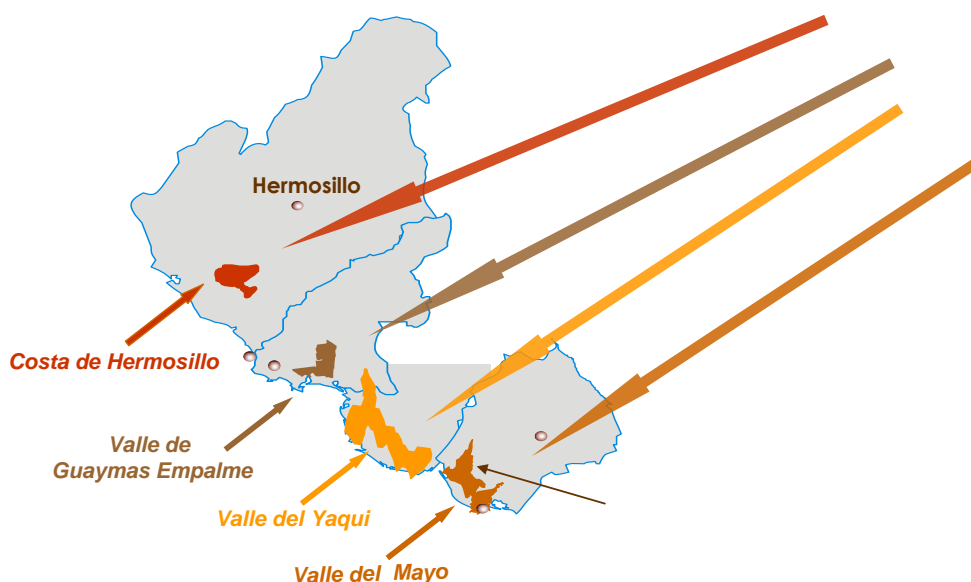 Hermosillo
Costa de Hermosillo
Valle de
Guaymas Empalme
Valle del Yaqui
Valle del Mayo